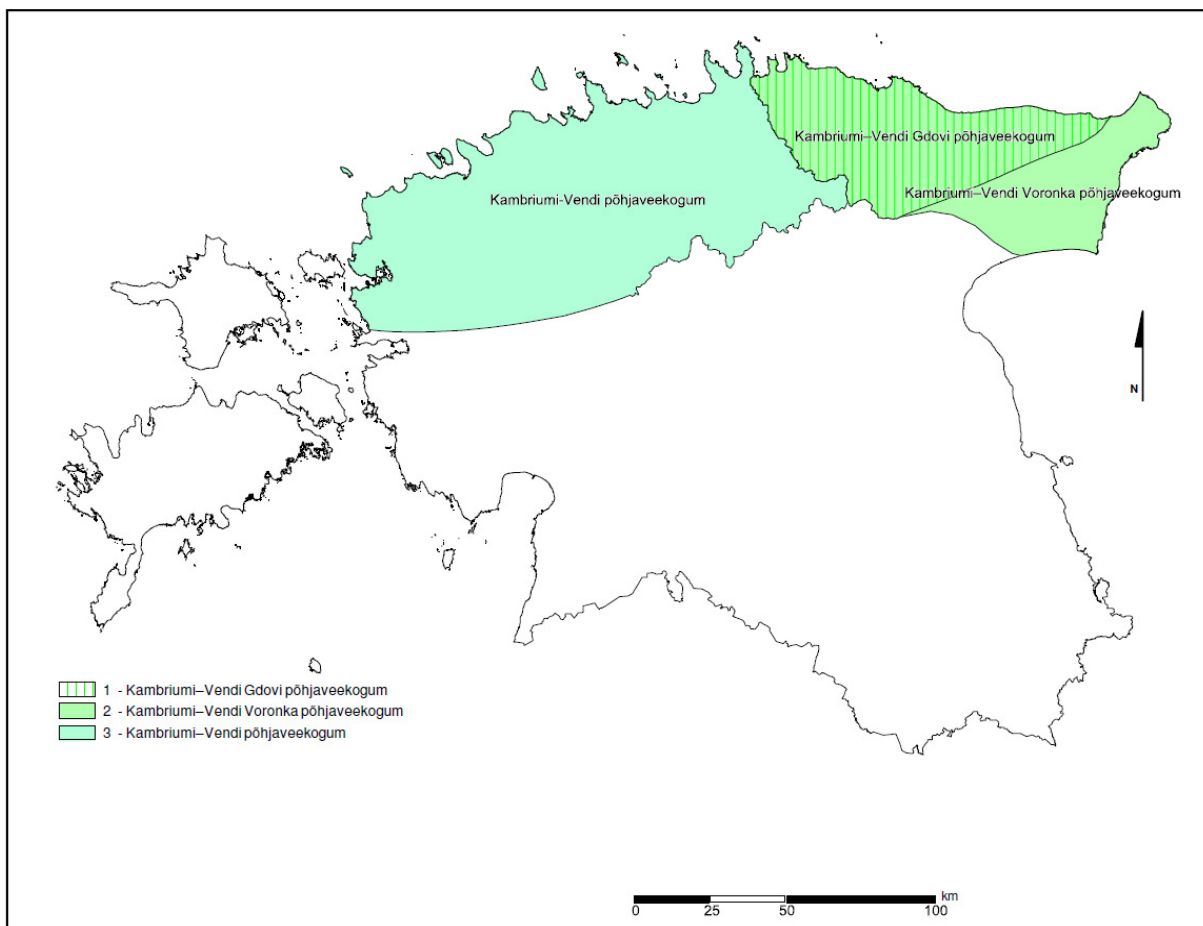 Kambriumi–Vendi Gdovi põhjaveekogum
Kambriumi–Vendi Voronka põhjaveekogum
Kambriumi-Vendi põhjaveekogum
N
1 - Kambriumi–Vendi Gdovi põhjaveekogum
2 - Kambriumi–Vendi Voronka põhjaveekogum
3 - Kambriumi–Vendi põhjaveekogum
km
0 25 50 100